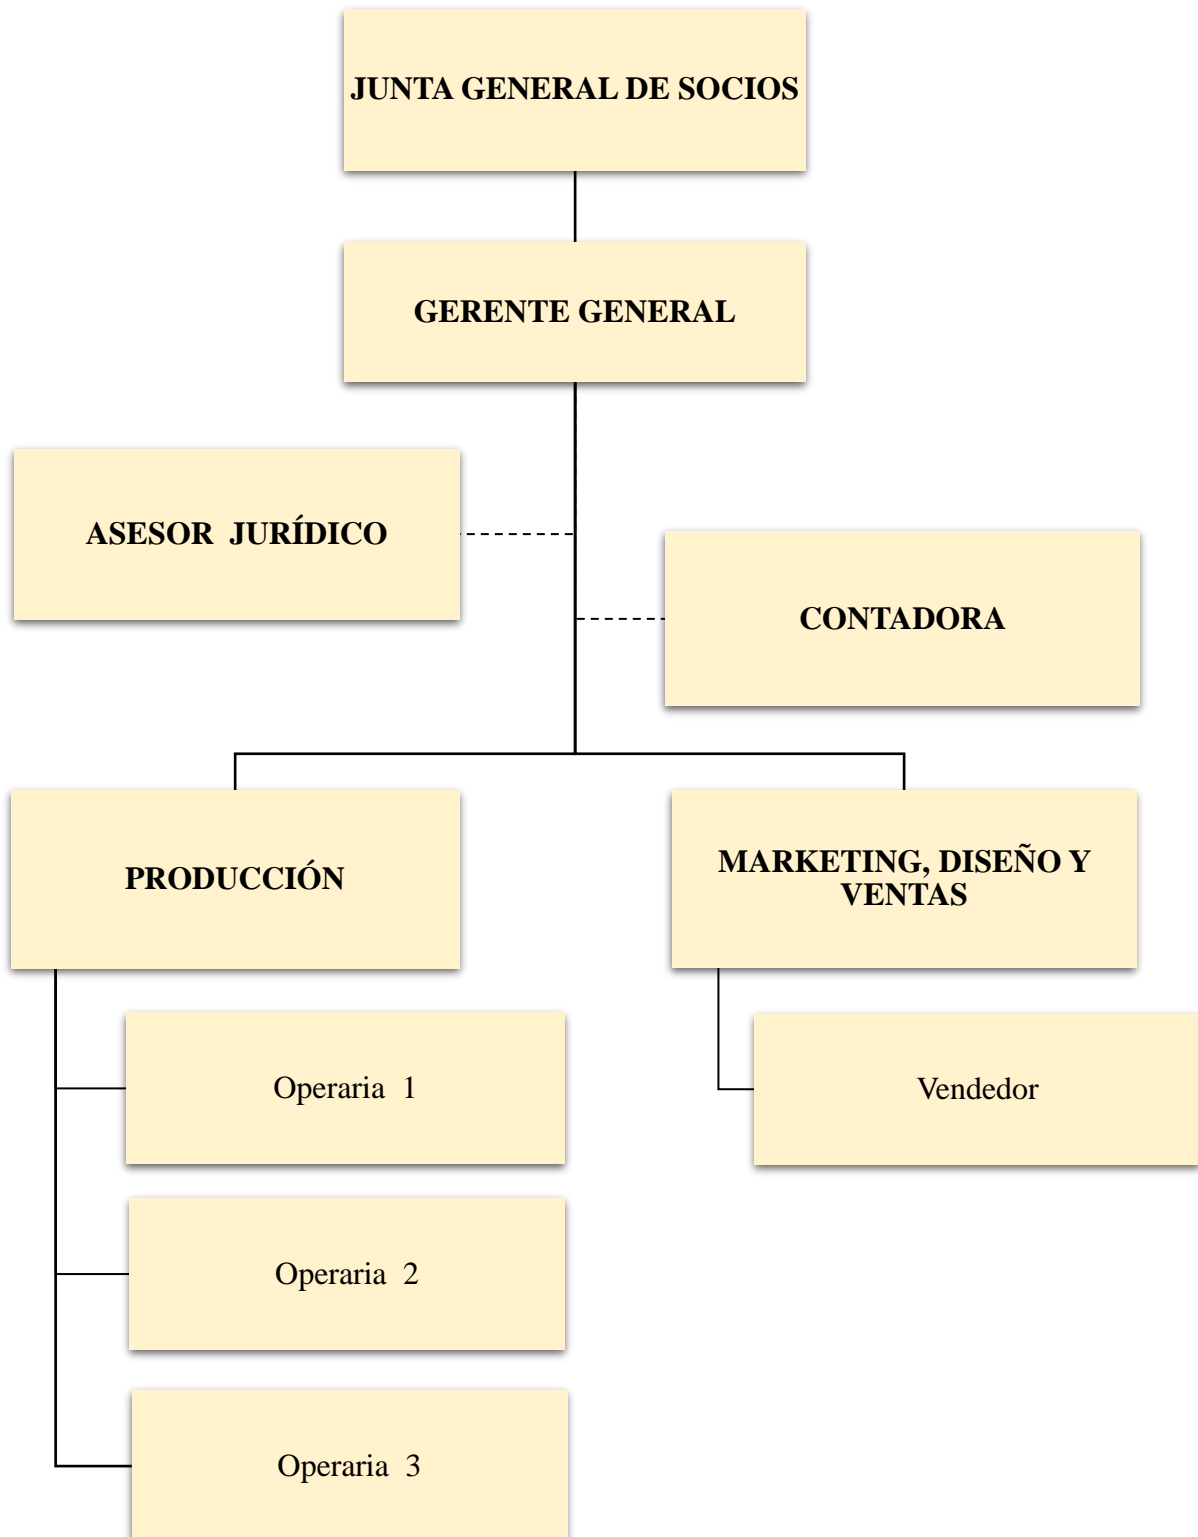 JUNTA GENERAL DE SOCIOS
GERENTE GENERAL
ASESOR JURÍDICO
CONTADORA
PRODUCCIÓN
MARKETING, DISEÑO Y
VENTAS
Operaria 1
Vendedor
Operaria 2
Operaria 3